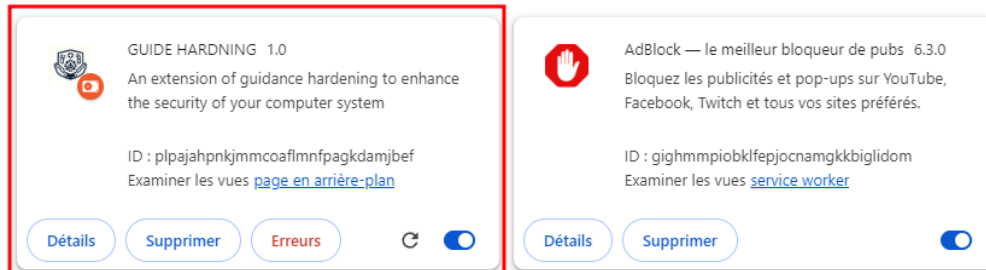 GUIDE HARDNING 1.0
An extension of guidance hardening to enhance
the security of your computer system
ID : plpajahpnkjmmcoaflmnfpagkdamjbef
Examiner les vues page en arrière-plan
Détails
Supprimer
Erreurs
AdBlock — le meilleur bloqueur de pubs 6.3.0
Bloquez les publicités et pop-ups sur YouTube,
Facebook, Twitch et tous vos sites préférés.
ID : gighmmpiobklfepjocnamgkkbiglidom
Examiner les vues service worker
Détails
Supprimer